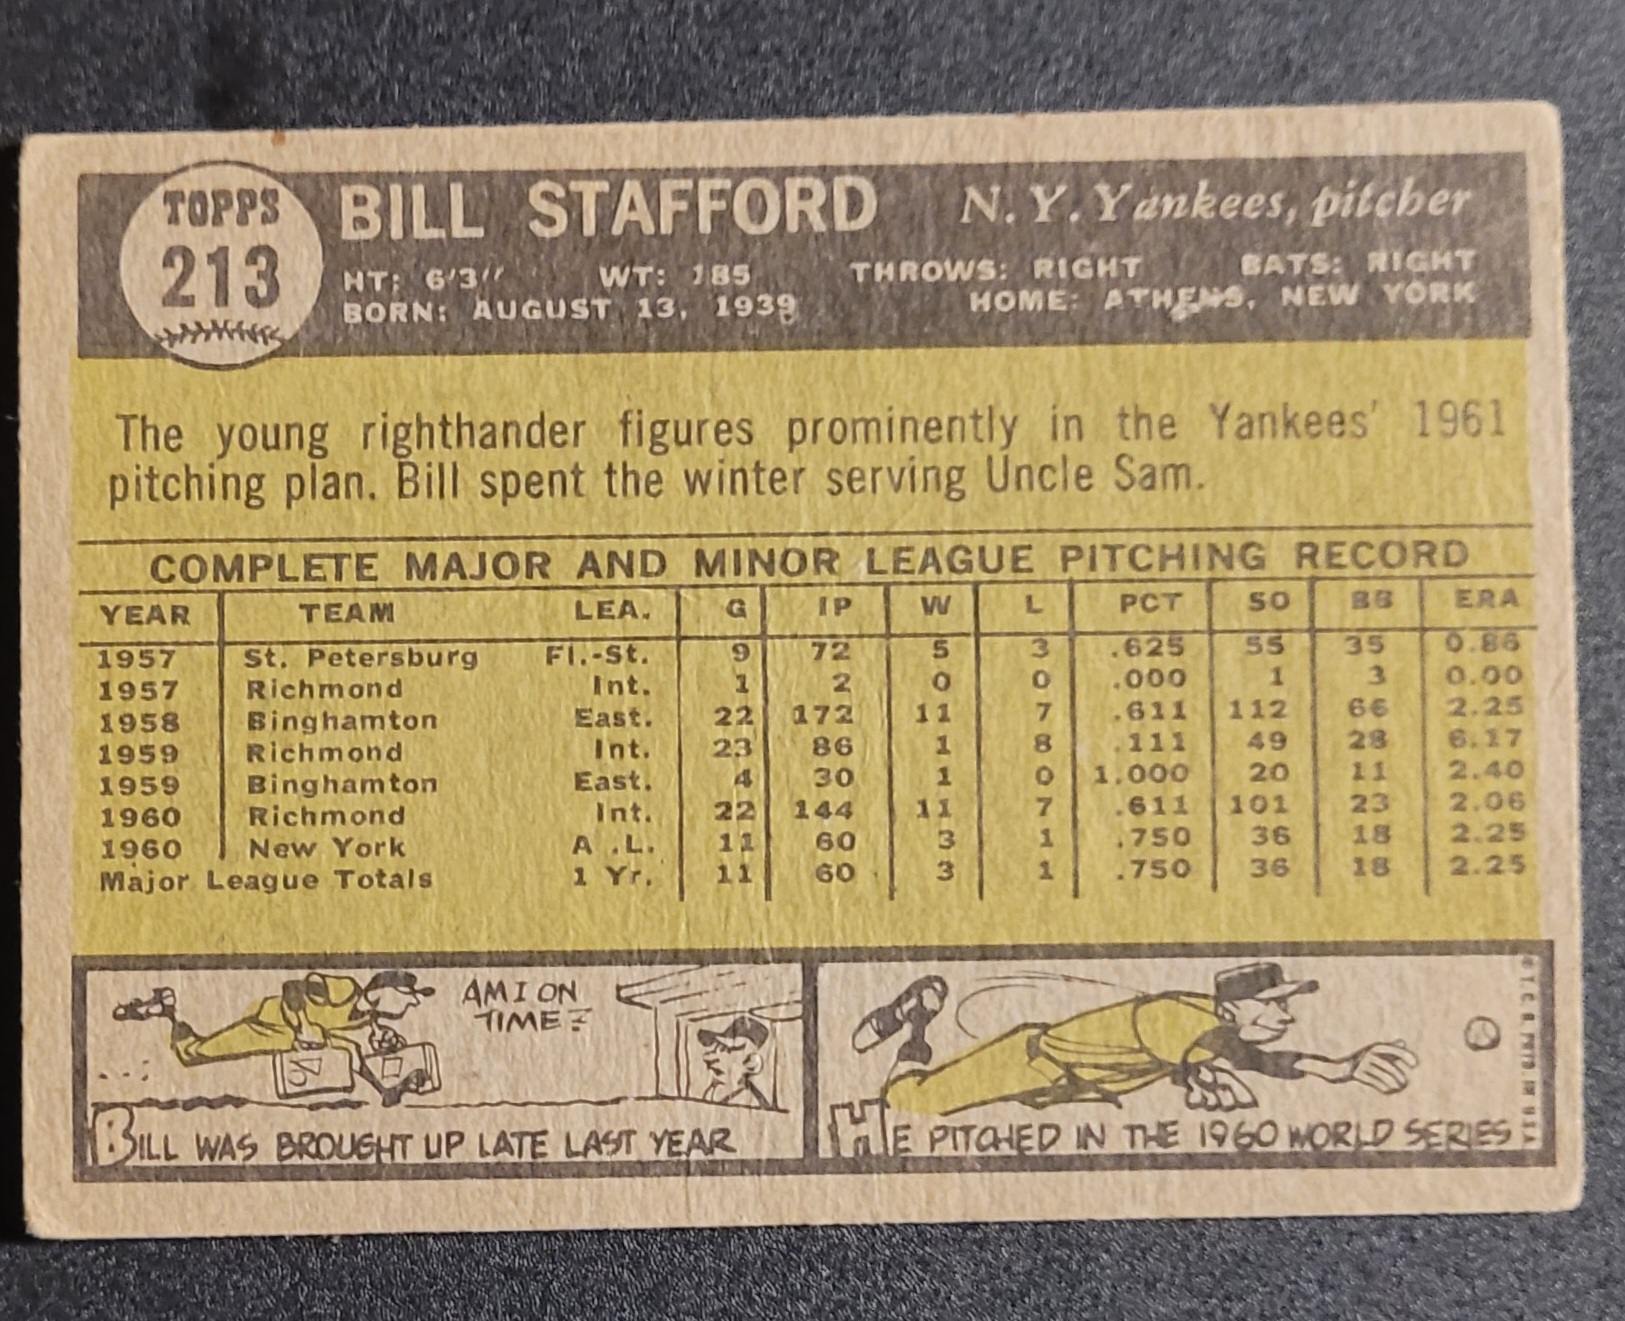 TOPPS
213
BILL STAFFORD N.Y. Yankees, pitcher
HT: 6'3" WT: 185 THROWS: RIGHT BATS: RIGHT
BORN: AUGUST 13, 1939 HOME: ATHENS, NEW YORK
The young righthander figures prominently in the Yankees' 1961
pitching plan. Bill spent the winter serving Uncle Sam.
COMPLETE MAJOR AND MINOR LEAGUE PITCHING RECORD
YEAR TEAM LEA. G IP W L PCT SO BB ERA
1957 St. Petersburg Fl.-St. 9 72 5 3 .625 55 35 0.86
1957 Richmond Int. 1 2 0 0 .000 1 3 0.00
1958 Binghamton East. 22 172 11 7 .611 112 66 2.25
1959 Richmond Int. 23 86 1 8 .111 49 28 6.17
1959 Binghamton East. 4 30 1 0 1.000 20 11 2.40
1960 Richmond Int. 22 144 11 7 .611 101 23 2.06
1960 New York A.L. 11 60 3 1 .750 36 18 2.25
Major League Totals 1 Yr. 11 60 3 1 .750 36 18 2.25
AM I ON
TIME?
BILL WAS BROUGHT UP LATE LAST YEAR
HE PITCHED IN THE 1960 WORLD SERIES
© T.C.G. PRTD IN U.S.A.